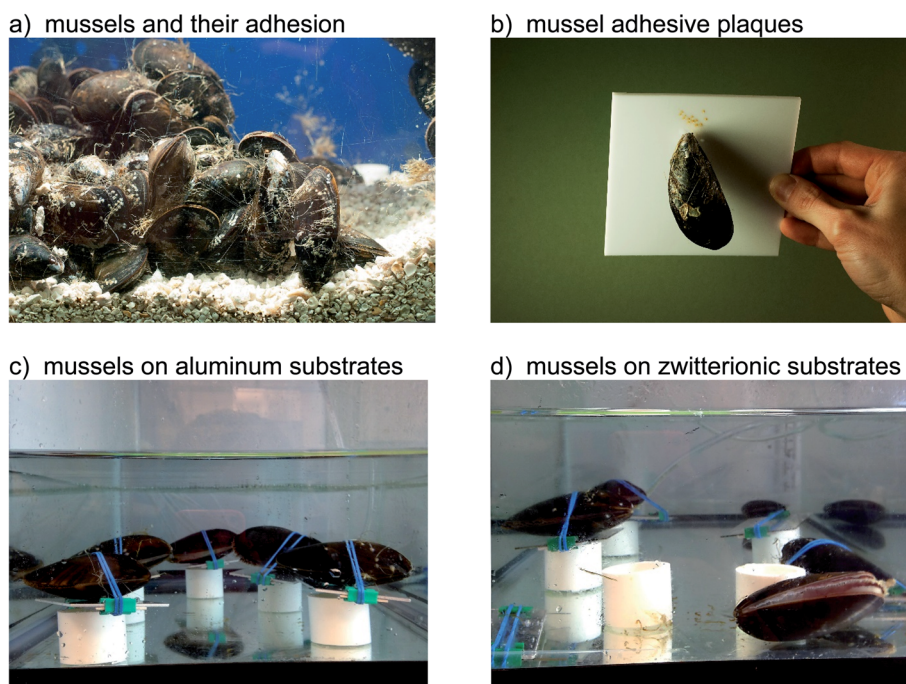 a) mussels and their adhesion
b) mussel adhesive plaques
c) mussels on aluminum substrates
d) mussels on zwitterionic substrates